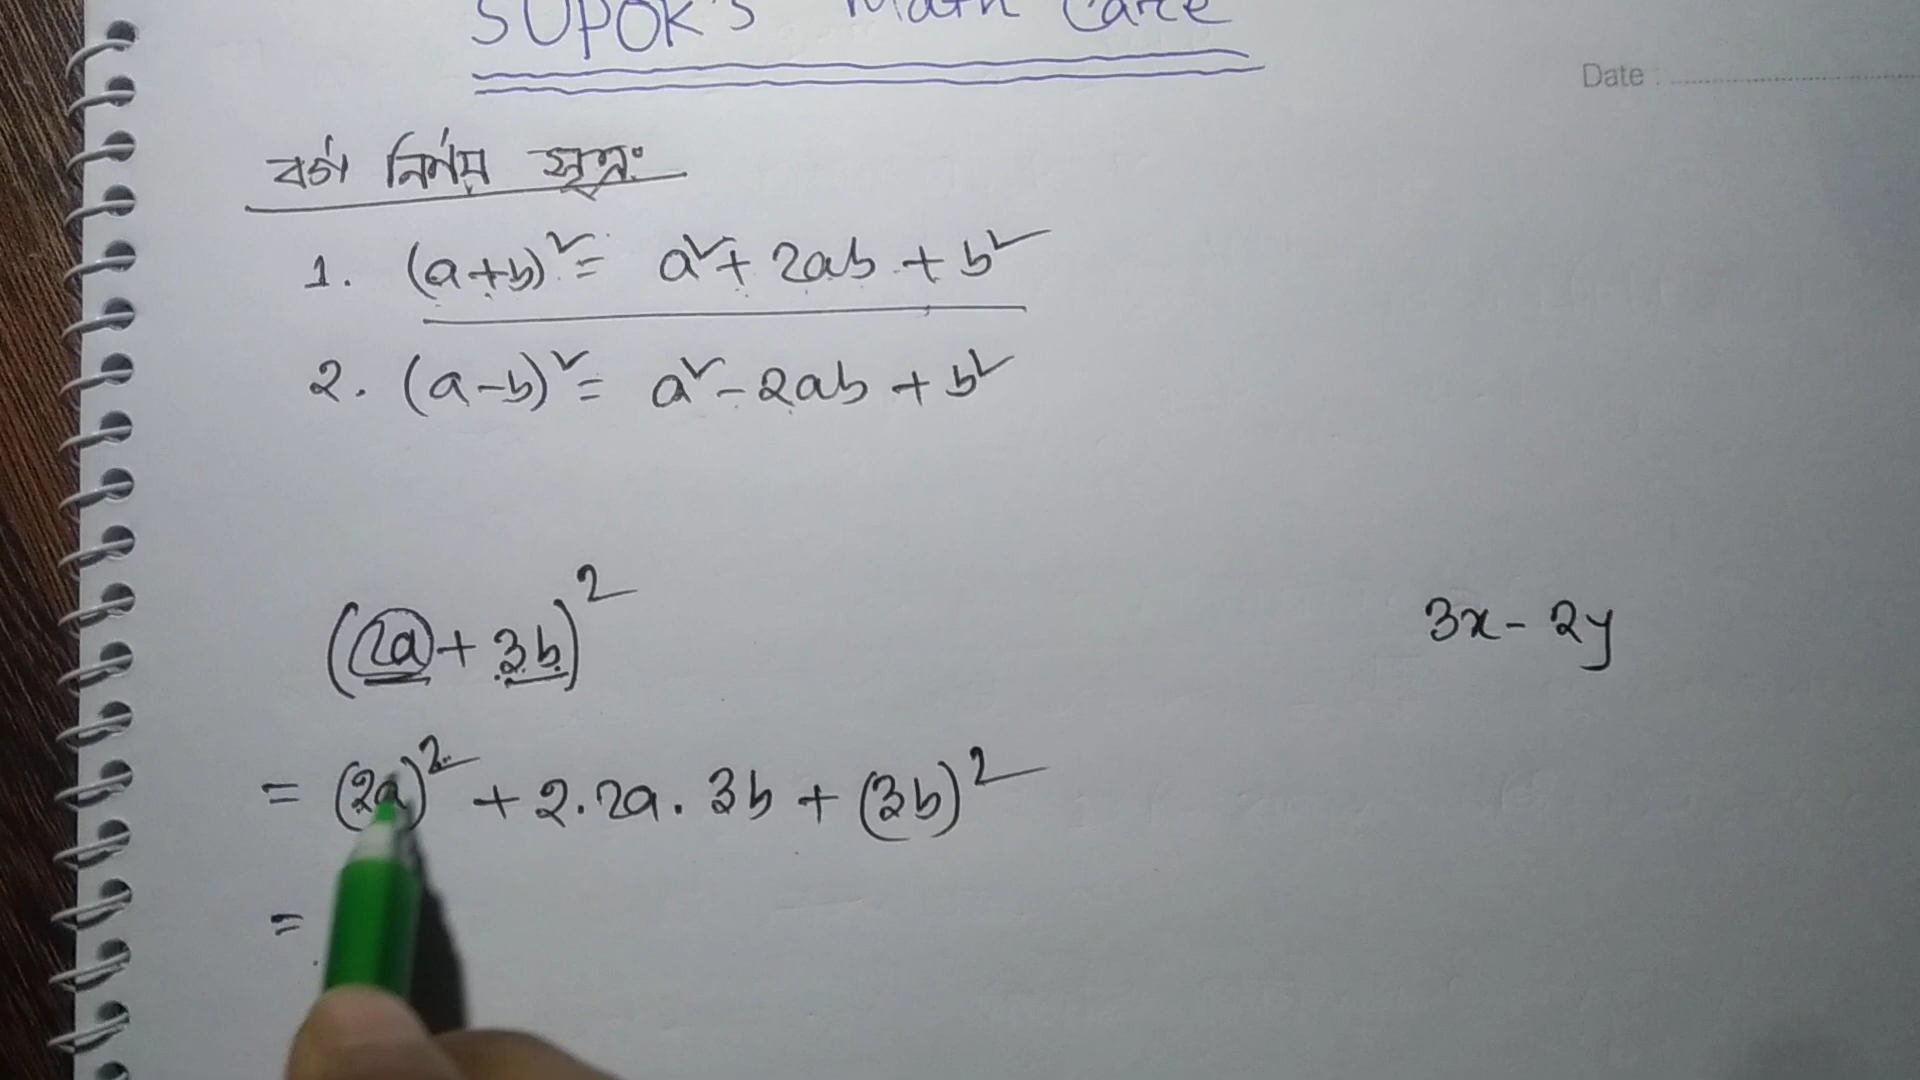 SUPOK'S Math Care
Date :
বর্গ নির্ণয় সূত্র:
1. (a+b)² = a² + 2ab + b²
2. (a-b)² = a² - 2ab + b²
(2a + 3b)²
3x - 2y
= (2a)² + 2.2a. 3b + (3b)²
=